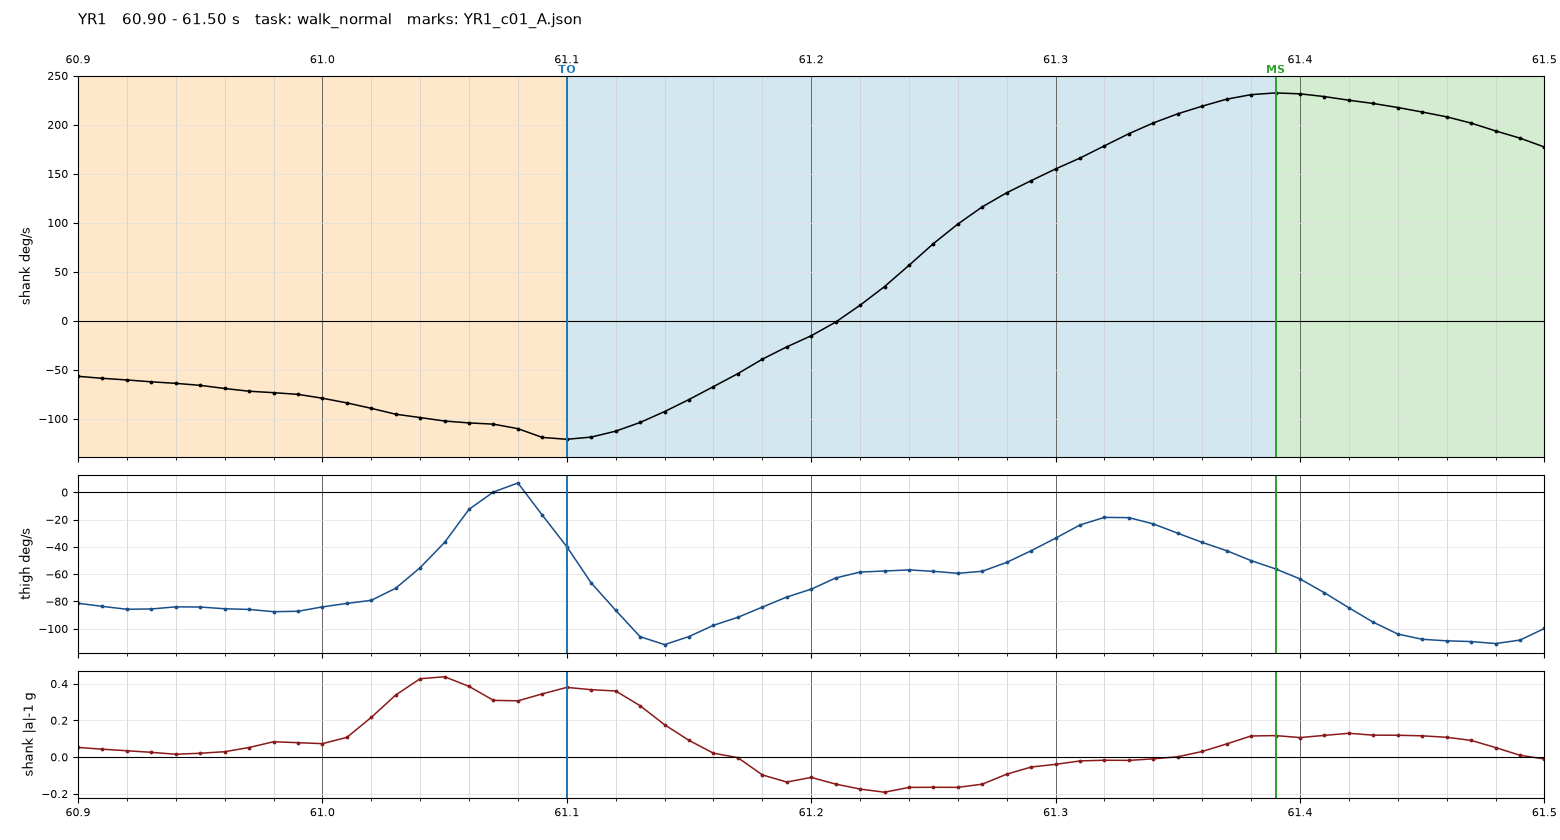 YR1   60.90 - 61.50 s   task: walk_normal   marks: YR1_c01_A.json
60.9 61.0 61.1 61.2 61.3 61.4 61.5
TO MS
250
200
150
100
50
0
−50
−100
shank deg/s
0
−20
−40
−60
−80
−100
thigh deg/s
0.4
0.2
0.0
−0.2
shank |a|-1 g
60.9 61.0 61.1 61.2 61.3 61.4 61.5